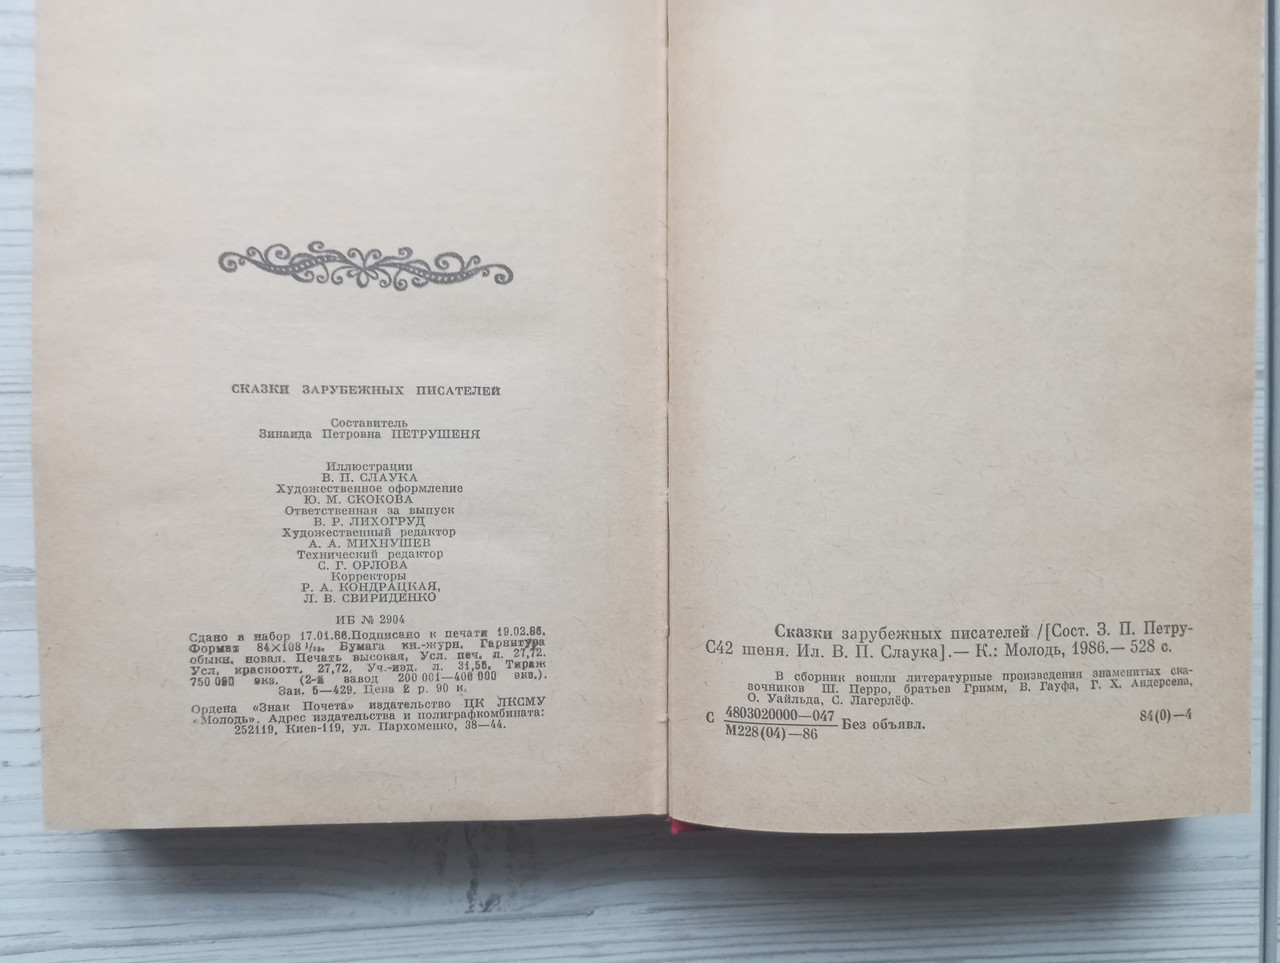 СКАЗКИ ЗАРУБЕЖНЫХ ПИСАТЕЛЕЙ
Составитель
Зинаида Петровна ПЕТРУШЕНЯ
Иллюстрации
В. П. СЛАУКА
Художественное оформление
Ю. М. СКОКОВА
Ответственная за выпуск
В. Р. ЛИХОГРУД
Художественный редактор
А. А. МИХНУШЕВ
Технический редактор
С. Г. ОРЛОВА
Корректоры
Р. А. КОНДРАЦКАЯ,
Л. В. СВИРИДЕНКО
ИБ № 2904
Сдано в набор 17.01.86. Подписано к печати 19.02.86.
Формат 84×108 1/32. Бумага кн.-журн. Гарнитура
обыкн. новая. Печать высокая, Усл. печ. л. 27,72.
Усл. краскоотт. 27,72. Уч.-изд. л. 31,56. Тираж
750 000 экз. (2-й завод 200 001—400 000 экз.).
Зак. 5—429. Цена 2 р. 90 к.
Ордена «Знак Почета» издательство ЦК ЛКСМУ
«Молодь». Адрес издательства и полиграфкомбината:
252119, Киев-119, ул. Пархоменко, 38—44.
Сказки зарубежных писателей /[Сост. З. П. Петру-
С42 шеня. Ил. В. П. Слаука].— К.: Молодь, 1986.— 528 с.
В сборник вошли литературные произведения знаменитых ска-
зочников Ш. Перро, братьев Гримм, В. Гауфа, Г. Х. Андерсена,
О. Уайльда, С. Лагерлёф.
С 4803020000—047 Без объявл. 84(0)—4
М228(04)—86